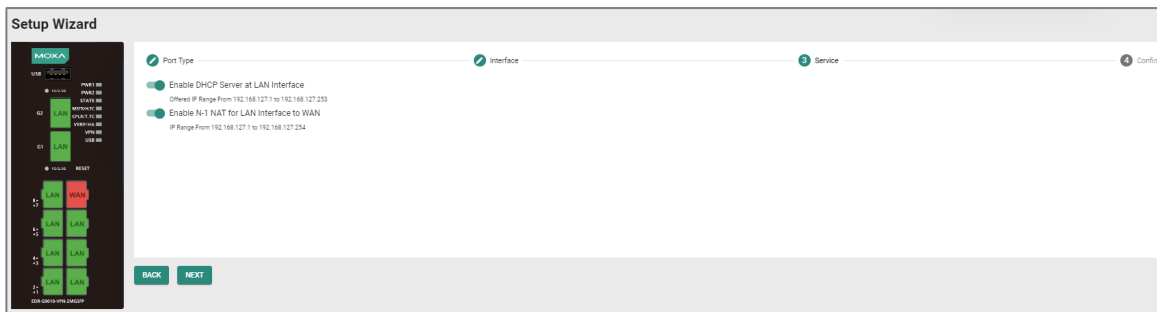 Setup Wizard
MOXA
USB
PWR1
PWR2
STATE
MSTR/HTC
CPLR/T.TC
VRRP/HA
VPN
USB
G2 LAN
G1 LAN
RESET
LAN WAN
LAN LAN
LAN LAN
LAN LAN
EDR-G9010-VPN-2MGSFP
Port Type
Interface
3 Service
4 Confir
Enable DHCP Server at LAN Interface
Offered IP Range From 192.168.127.1 to 192.168.127.253
Enable N-1 NAT for LAN Interface to WAN
IP Range From 192.168.127.1 to 192.168.127.254
BACK NEXT